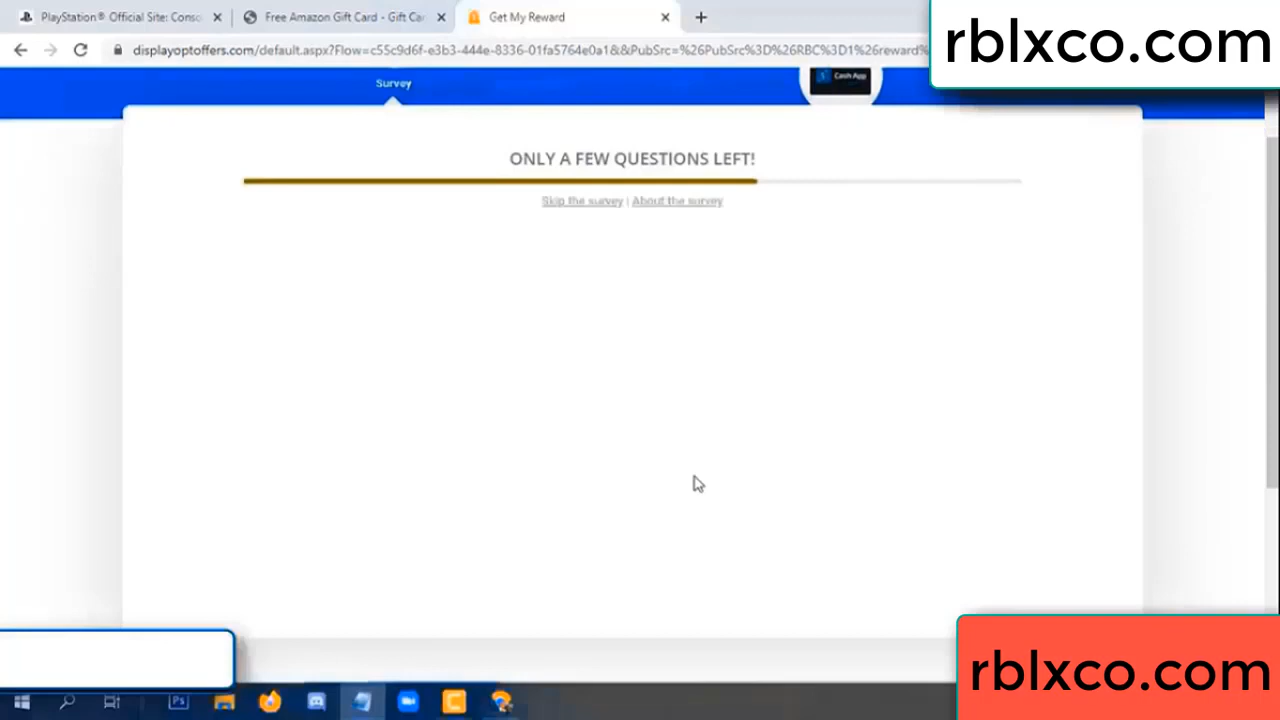 PlayStation® Official Site: Conso
Free Amazon Gift Card - Gift Car
Get My Reward
rblxco.com
displayoptoffers.com/default.aspx?Flow=c55c9d6f-e3b3-444e-8336-01fa5764e0a1&&PubSrc=%26PubSrc%3D%26RBC%3D1%26reward%
Survey
Cash App
ONLY A FEW QUESTIONS LEFT!
Skip the survey | About the survey
rblxco.com
Ps